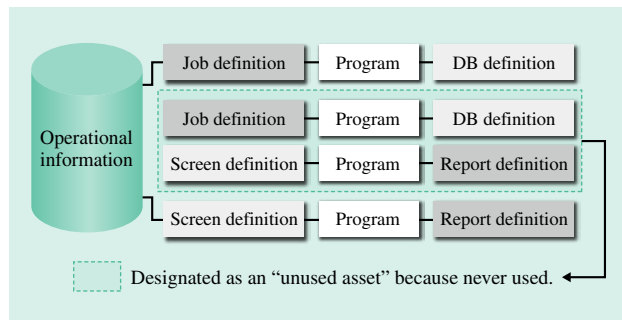 Operational
information
Job definition
Program
DB definition
Job definition
Program
DB definition
Screen definition
Program
Report definition
Screen definition
Program
Report definition
Designated as an “unused asset” because never used.